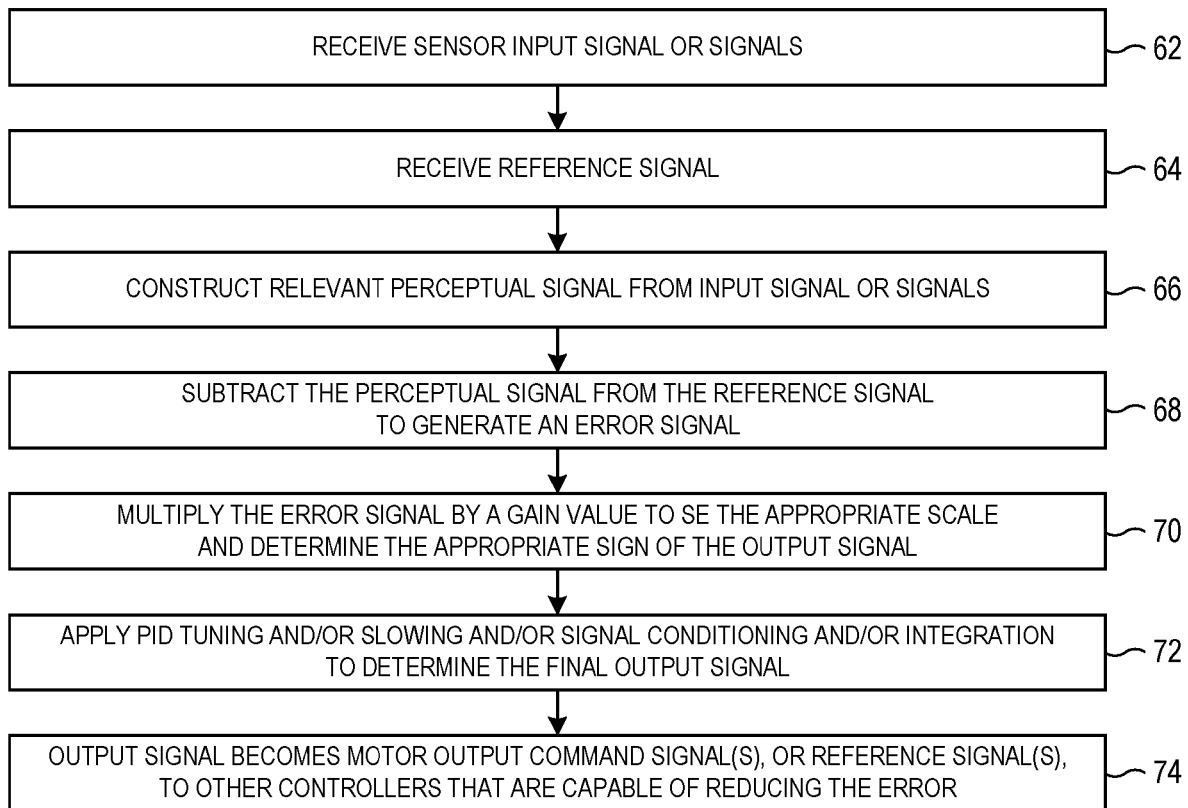 RECEIVE SENSOR INPUT SIGNAL OR SIGNALS
62
RECEIVE REFERENCE SIGNAL
64
CONSTRUCT RELEVANT PERCEPTUAL SIGNAL FROM INPUT SIGNAL OR SIGNALS
66
SUBTRACT THE PERCEPTUAL SIGNAL FROM THE REFERENCE SIGNAL
TO GENERATE AN ERROR SIGNAL
68
MULTIPLY THE ERROR SIGNAL BY A GAIN VALUE TO SE THE APPROPRIATE SCALE
AND DETERMINE THE APPROPRIATE SIGN OF THE OUTPUT SIGNAL
70
APPLY PID TUNING AND/OR SLOWING AND/OR SIGNAL CONDITIONING AND/OR INTEGRATION
TO DETERMINE THE FINAL OUTPUT SIGNAL
72
OUTPUT SIGNAL BECOMES MOTOR OUTPUT COMMAND SIGNAL(S), OR REFERENCE SIGNAL(S),
TO OTHER CONTROLLERS THAT ARE CAPABLE OF REDUCING THE ERROR
74